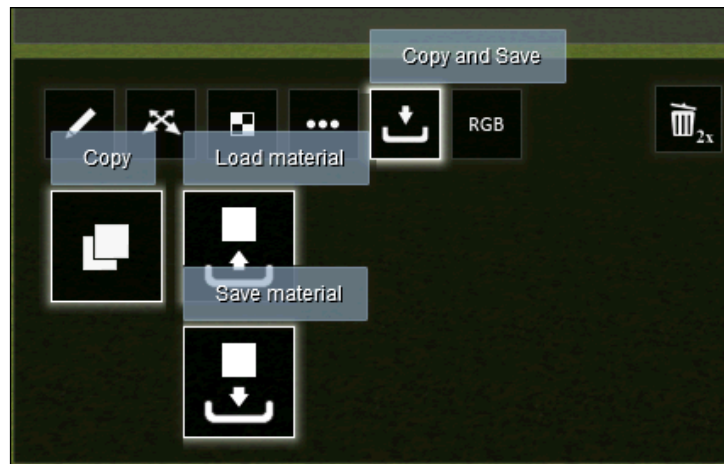 Copy and Save
RGB
2x
Copy
Load material
Save material